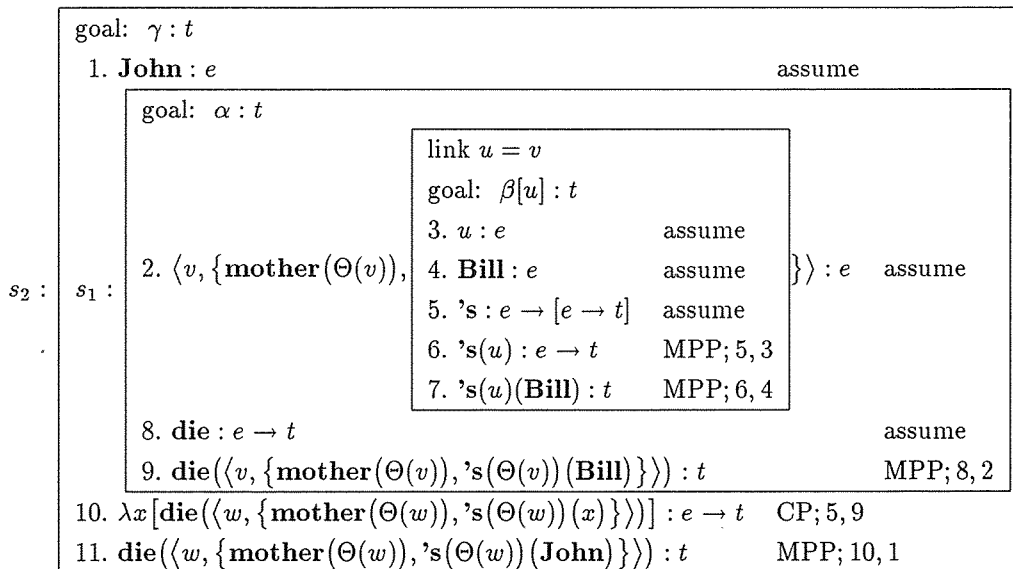 goal: γ : t
1. John : e assume
goal: α : t
link u = v
goal: β[u] : t
3. u : e assume
s₂ : s₁ : 2. ⟨v, {mother(Θ(v)), 4. Bill : e assume }⟩ : e assume
5. 's : e → [e → t] assume
6. 's(u) : e → t MPP; 5, 3
7. 's(u)(Bill) : t MPP; 6, 4
8. die : e → t assume
9. die(⟨v, {mother(Θ(v)), 's(Θ(v))(Bill)}⟩) : t MPP; 8, 2
10. λx[die(⟨w, {mother(Θ(w)), 's(Θ(w))(x)}⟩)] : e → t CP; 5, 9
11. die(⟨w, {mother(Θ(w)), 's(Θ(w))(John)}⟩) : t MPP; 10, 1